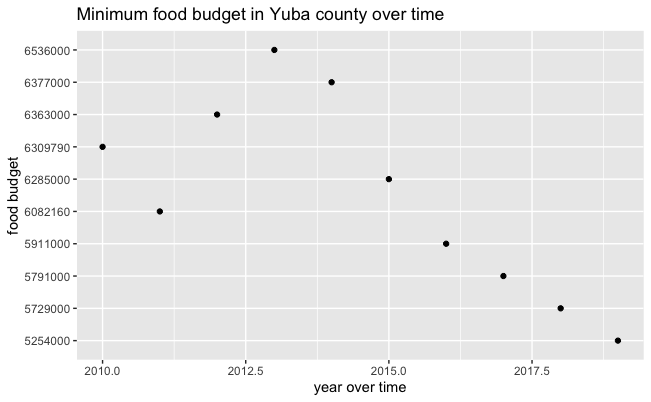 Minimum food budget in Yuba county over time
food budget
6536000
6377000
6363000
6309790
6285000
6082160
5911000
5791000
5729000
5254000
2010.0 2012.5 2015.0 2017.5
year over time